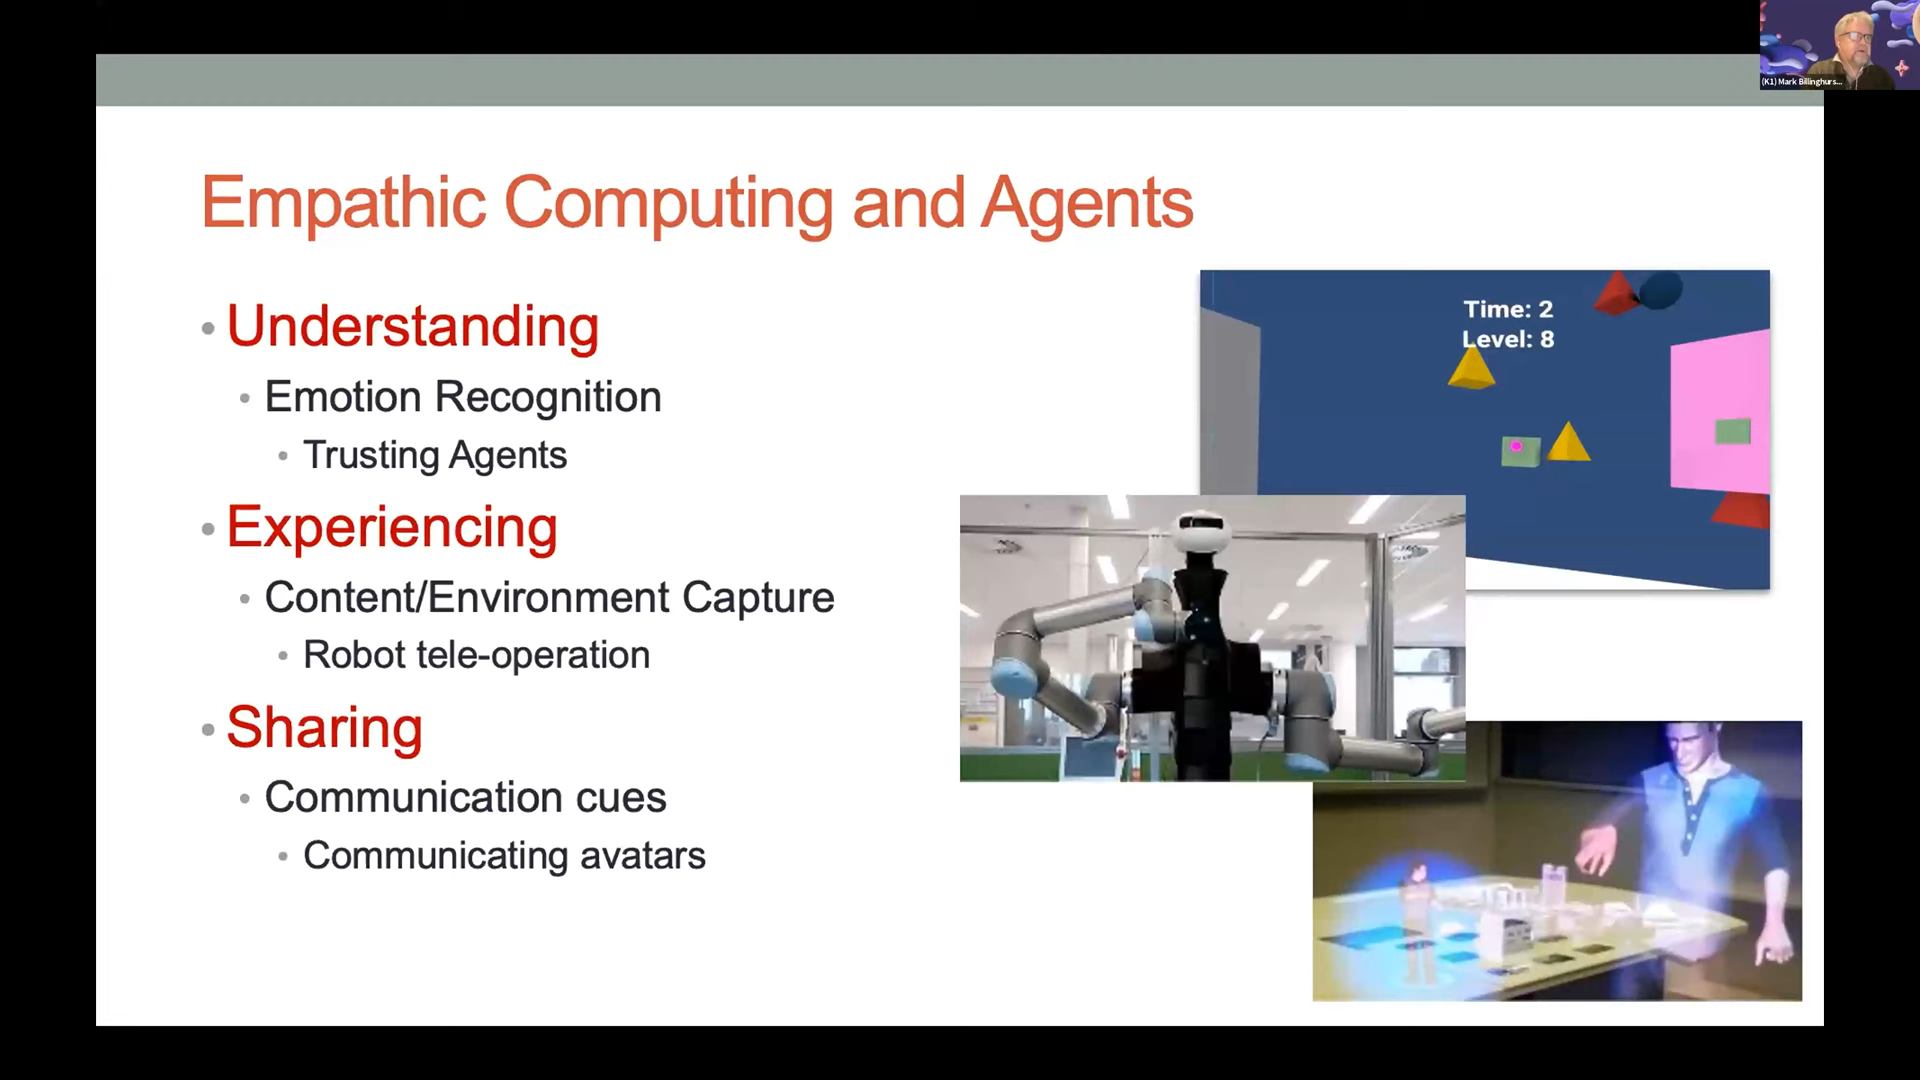 (K1) Mark Billinghurs...
Empathic Computing and Agents
• Understanding
• Emotion Recognition
• Trusting Agents
• Experiencing
• Content/Environment Capture
• Robot tele-operation
• Sharing
• Communication cues
• Communicating avatars
Time: 2
Level: 8